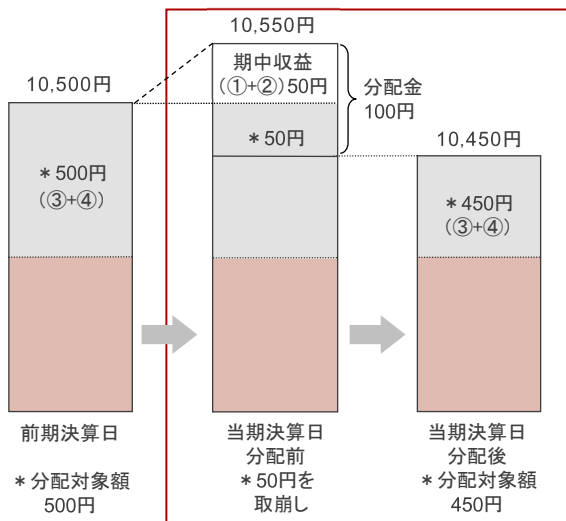 10,500円
＊500円
(③+④)
前期決算日
＊分配対象額
500円
10,550円
期中収益
(①+②)50円
＊50円
分配金
100円
当期決算日
分配前
＊50円を
取崩し
10,450円
＊450円
(③+④)
当期決算日
分配後
＊分配対象額
450円